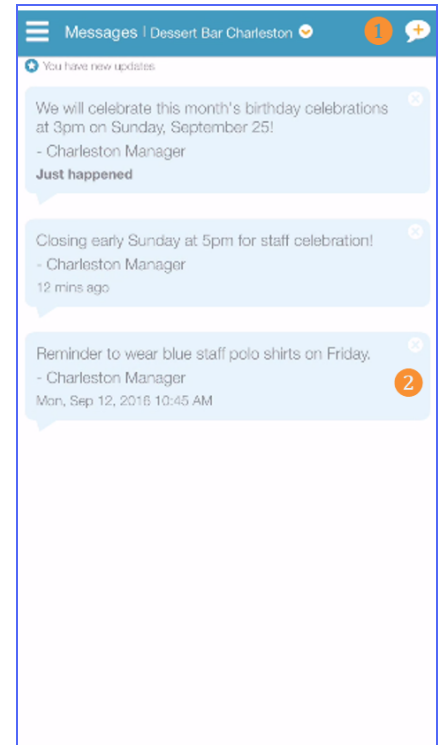 Messages | Dessert Bar Charleston 1
You have new updates
We will celebrate this month's birthday celebrations
at 3pm on Sunday, September 25!
- Charleston Manager
Just happened
Closing early Sunday at 5pm for staff celebration!
- Charleston Manager
12 mins ago
Reminder to wear blue staff polo shirts on Friday.
- Charleston Manager
2
Mon, Sep 12, 2016 10:45 AM